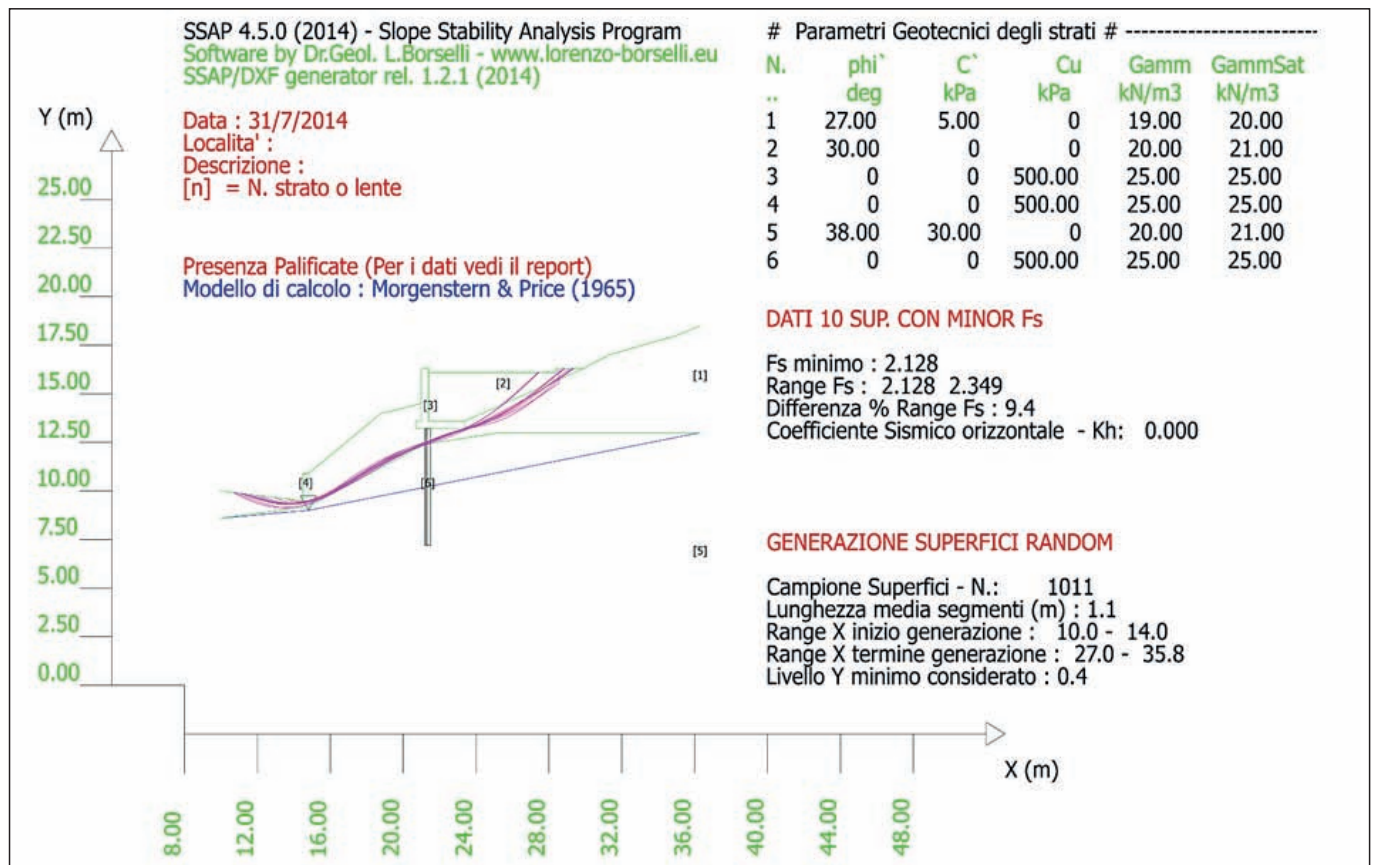 SSAP 4.5.0 (2014) - Slope Stability Analysis Program
Software by Dr.Geol. L.Borselli - www.lorenzo-borselli.eu
SSAP/DXF generator rel. 1.2.1 (2014)
Data : 31/7/2014
Localita' :
Descrizione :
[n] = N. strato o lente
Presenza Palificate (Per i dati vedi il report)
Modello di calcolo : Morgenstern & Price (1965)
Y (m)
25.00
22.50
20.00
17.50
15.00
12.50
10.00
7.50
5.00
2.50
0.00
[1]
[2]
[3]
[4]
[6]
[5]
8.00
12.00
16.00
20.00
24.00
28.00
32.00
36.00
40.00
44.00
48.00
X (m)
# Parametri Geotecnici degli strati # -------------------------
N. phi` C` Cu Gamm GammSat
.. deg kPa kPa kN/m3 kN/m3
1 27.00 5.00 0 19.00 20.00
2 30.00 0 0 20.00 21.00
3 0 0 500.00 25.00 25.00
4 0 0 500.00 25.00 25.00
5 38.00 30.00 0 20.00 21.00
6 0 0 500.00 25.00 25.00
DATI 10 SUP. CON MINOR Fs
Fs minimo : 2.128
Range Fs : 2.128 2.349
Differenza % Range Fs : 9.4
Coefficiente Sismico orizzontale - Kh: 0.000
GENERAZIONE SUPERFICI RANDOM
Campione Superfici - N.: 1011
Lunghezza media segmenti (m) : 1.1
Range X inizio generazione : 10.0 - 14.0
Range X termine generazione : 27.0 - 35.8
Livello Y minimo considerato : 0.4